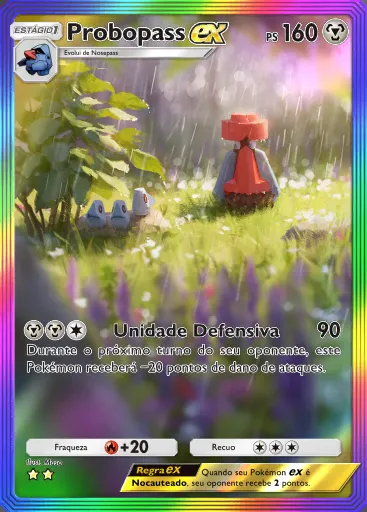 ESTÁGIO 1
Probopass ex
PS 160
Evolui de Nosepass
Unidade Defensiva 90
Durante o próximo turno do seu oponente, este
Pokémon receberá −20 pontos de dano de ataques.
Fraqueza +20
Recuo
Regra ex
Quando seu Pokémon ex é
Nocauteado, seu oponente recebe 2 pontos.